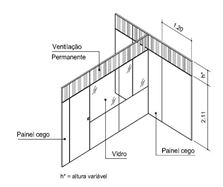 1.20
Ventilação
Permanente
h*
2.11
Painel cego
Vidro
Painel cego
h* = altura variável